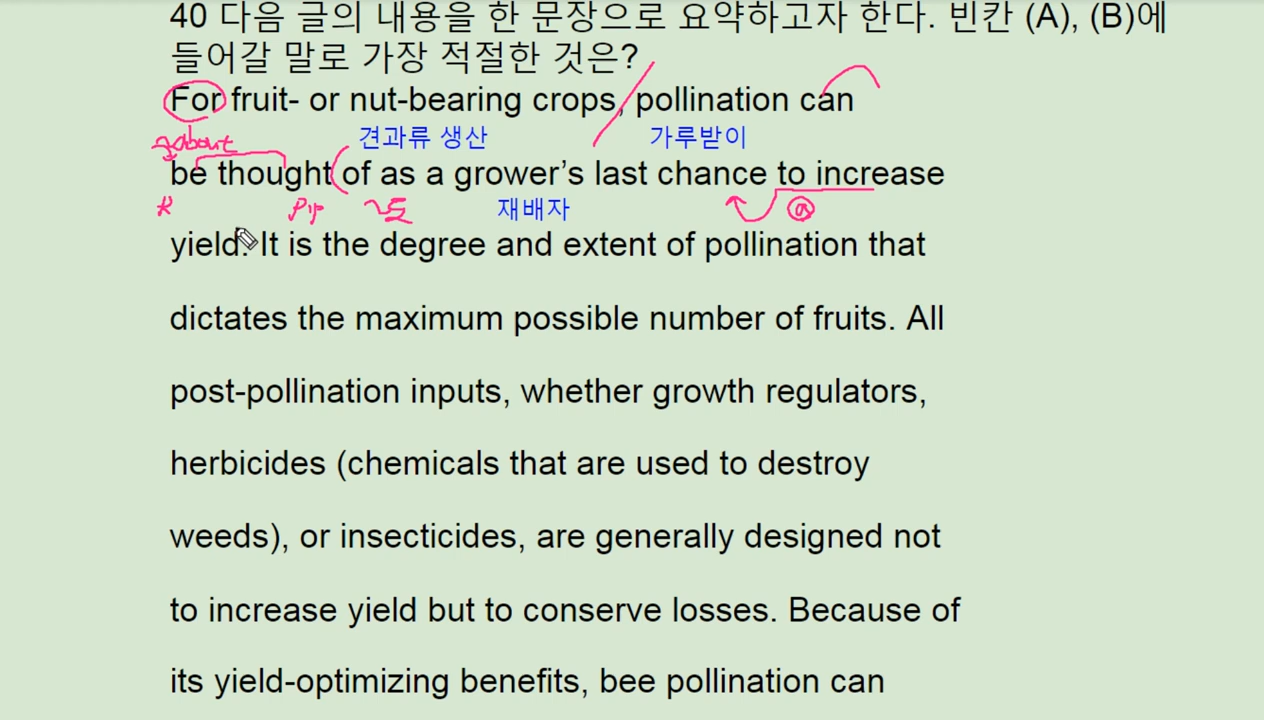 40 다음 글의 내용을 한 문장으로 요약하고자 한다. 빈칸 (A), (B)에
들어갈 말로 가장 적절한 것은?
For fruit- or nut-bearing crops, pollination can
about 견과류 생산 가루받이
be thought of as a grower’s last chance to increase
P.P 재배자 ⓐ
yield. It is the degree and extent of pollination that
dictates the maximum possible number of fruits. All
post-pollination inputs, whether growth regulators,
herbicides (chemicals that are used to destroy
weeds), or insecticides, are generally designed not
to increase yield but to conserve losses. Because of
its yield-optimizing benefits, bee pollination can